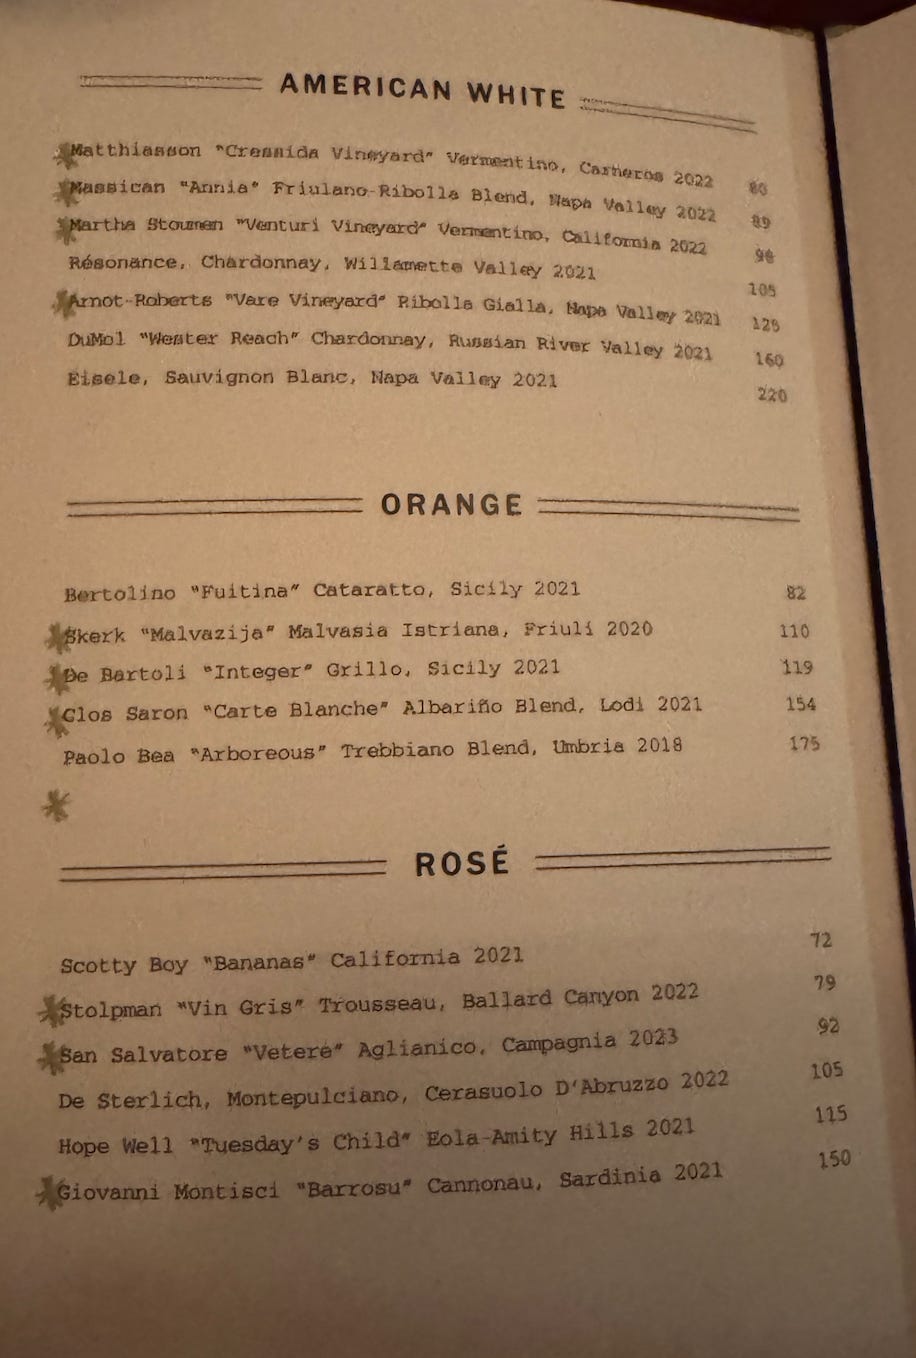 AMERICAN WHITE
Matthiasson "Cressida Vineyard" Vermentino, Carneros 2022
Massican "Annia" Friulano-Ribolla Blend, Napa Valley 2022 89
Martha Stoumen "Venturi Vineyard" Vermentino, California 2022
Résonance, Chardonnay, Willamette Valley 2021 105
Arnot-Roberts "Vare Vineyard" Ribolla Gialla, Napa Valley 2021 125
DuMol "Wester Reach" Chardonnay, Russian River Valley 2021 160
Eisele, Sauvignon Blanc, Napa Valley 2021 220
ORANGE
Bertolino "Fuitina" Cataratto, Sicily 2021 82
Skerk "Malvazija" Malvasia Istriana, Friuli 2020 110
De Bartoli "Integer" Grillo, Sicily 2021 119
Clos Saron "Carte Blanche" Albariño Blend, Lodi 2021 154
Paolo Bea "Arboreous" Trebbiano Blend, Umbria 2018 175
ROSÉ
Scotty Boy "Bananas" California 2021 72
Stolpman "Vin Gris" Trousseau, Ballard Canyon 2022 79
San Salvatore "Vetere" Aglianico, Campagnia 2023 92
De Sterlich, Montepulciano, Cerasuolo D'Abruzzo 2022 105
Hope Well "Tuesday's Child" Eola-Amity Hills 2021 115
Giovanni Montisci "Barrosu" Cannonau, Sardinia 2021 150